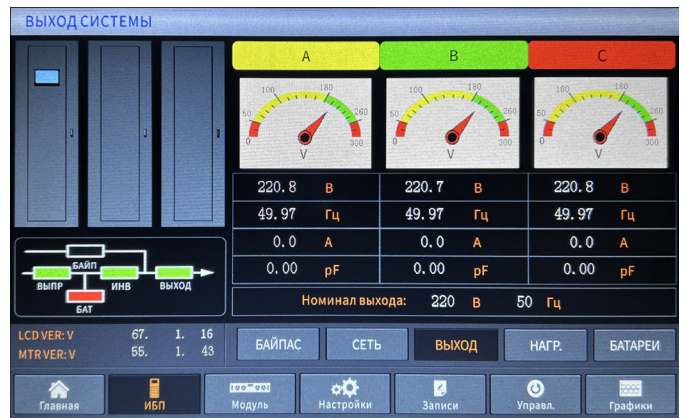 ВЫХОД СИСТЕМЫ
A B C
0 50 100 180 260 300 V
0 50 100 180 260 300 V
0 50 100 180 260 300 V
220.8 В 220.7 В 220.8 В
49.97 Гц 49.97 Гц 49.97 Гц
0.0 А 0.0 А 0.0 А
0.00 pF 0.00 pF 0.00 pF
Номинал выхода: 220 В 50 Гц
БАЙП
ВЫПР ИНВ ВЫХОД
БАТ
LCD VER: V 67. 1. 16
MTR VER: V 55. 1. 43
БАЙПАС СЕТЬ ВЫХОД НАГР. БАТАРЕИ
Главная ИБП Модуль Настройки Записи Управл. Графики